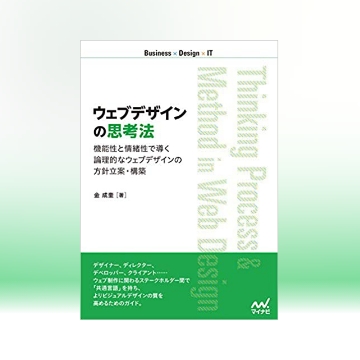 Business × Design × IT
Thinking Process &
Method in Web Design
ウェブデザイン
の思考法
機能性と情緒性で導く
論理的なウェブデザインの
方針立案・構築
金 成奎［著］
デザイナー、ディレクター、
デベロッパー、クライアント……
ウェブ制作に関わるステークホルダー間で
「共通言語」を持ち、
よりビジュアルデザインの質を
高めるためのガイド。
マイナビ